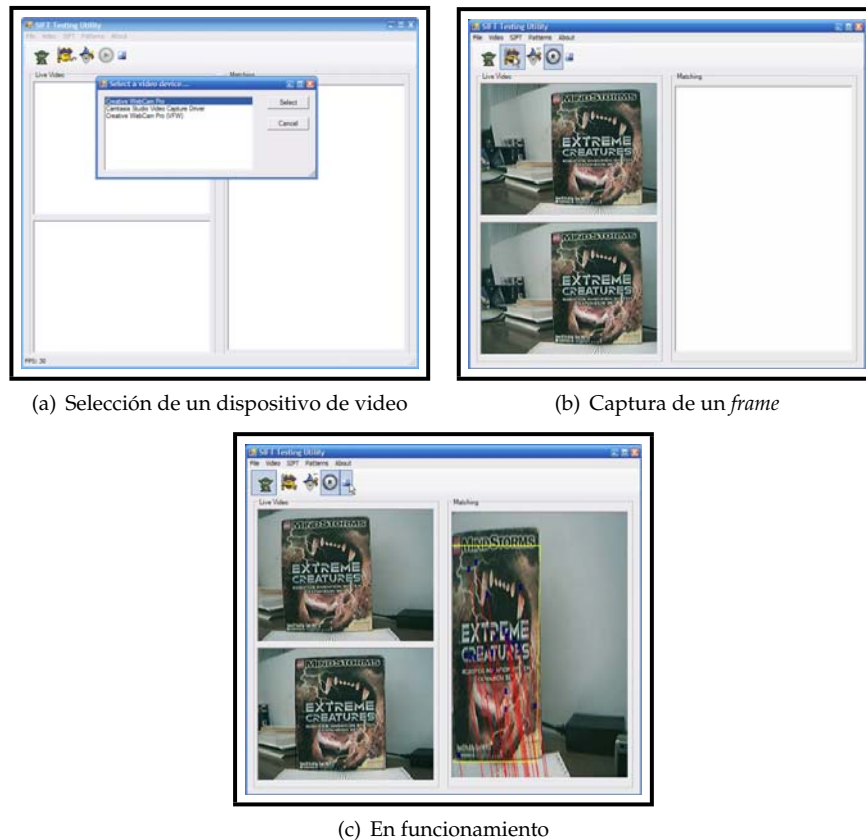 SIFT Testing Utility
File Video SIFT Patterns About
Live Video
Matching
Select a video device ...
Creative WebCam Pro
Camtasia Studio Video Capture Driver
Creative WebCam Pro (VFW)
Select
Cancel
FPS: 30
(a) Selección de un dispositivo de video
SIFT Testing Utility
File Video SIFT Patterns About
Live Video
Matching
MINDSTORMS
EXTREME
CREATURES
MINDSTORMS
EXTREME
CREATURES
(b) Captura de un frame
SIFT Testing Utility
File Video SIFT Patterns About
Live Video
Matching
MINDSTORMS
EXTREME
CREATURES
MINDSTORMS
EXTREME
CREATURES
MINDSTORMS
EXTREME
CREATURES
(c) En funcionamiento